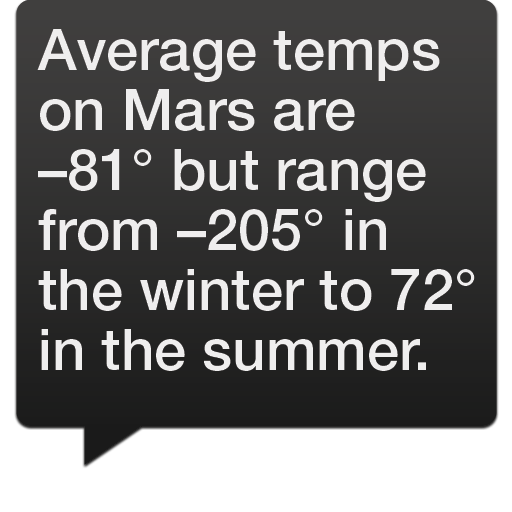 Average temps
on Mars are
–81° but range
from –205° in
the winter to 72°
in the summer.